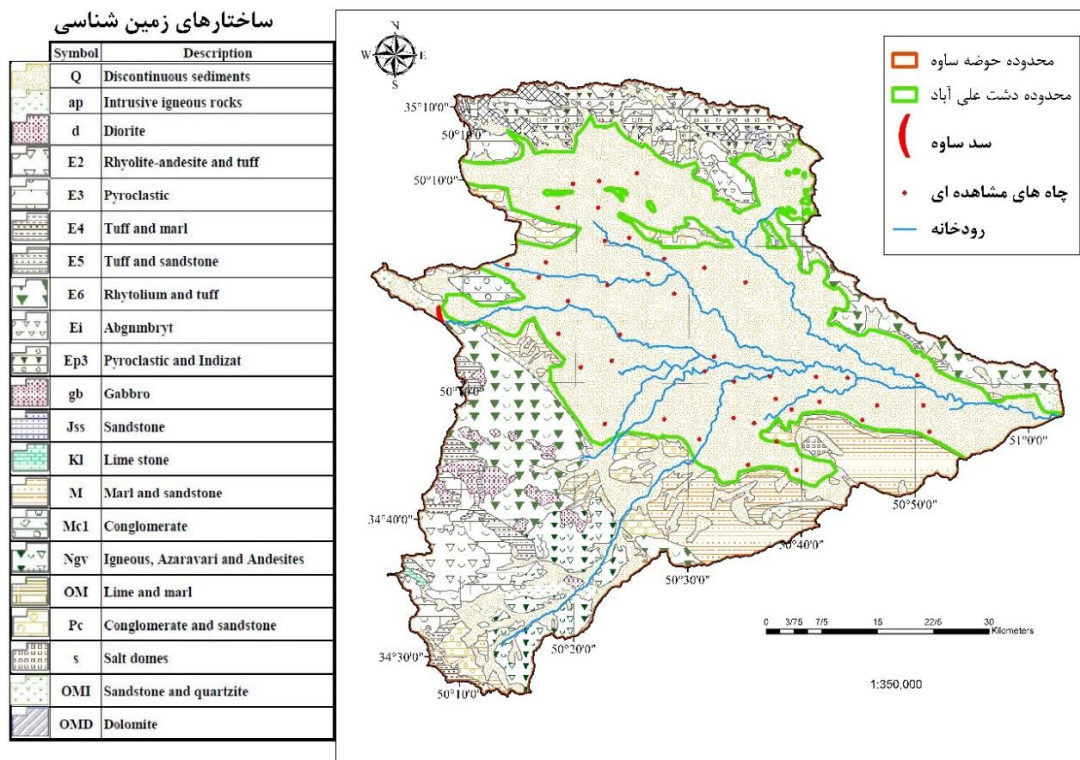 ساختارهای زمین شناسی
Symbol Description
Q Discontinuous sediments
ap Intrusive igneous rocks
d Diorite
E2 Rhyolite-andesite and tuff
E3 Pyroclastic
E4 Tuff and marl
E5 Tuff and sandstone
E6 Rhytolium and tuff
Ei Abgnmbryt
Ep3 Pyroclastic and Indizat
gb Gabbro
Jss Sandstone
Kl Lime stone
M Marl and sandstone
Mc1 Conglomerate
Ngv Igneous, Azaravari and Andesites
OM Lime and marl
Pc Conglomerate and sandstone
s Salt domes
OMI Sandstone and quartzite
OMD Dolomite
N
W E
S
محدوده حوضه ساوه
محدوده دشت علی آباد
سد ساوه
چاه های مشاهده ای
رودخانه
35°10'0"
50°10'0"
50°10'0"
51°0'0"
50°50'0"
34°40'0"
50°40'0"
50°30'0"
50°20'0"
34°30'0"
50°10'0"
0 3/75 7/5 15 22/6 30
Kilometers
1:350,000